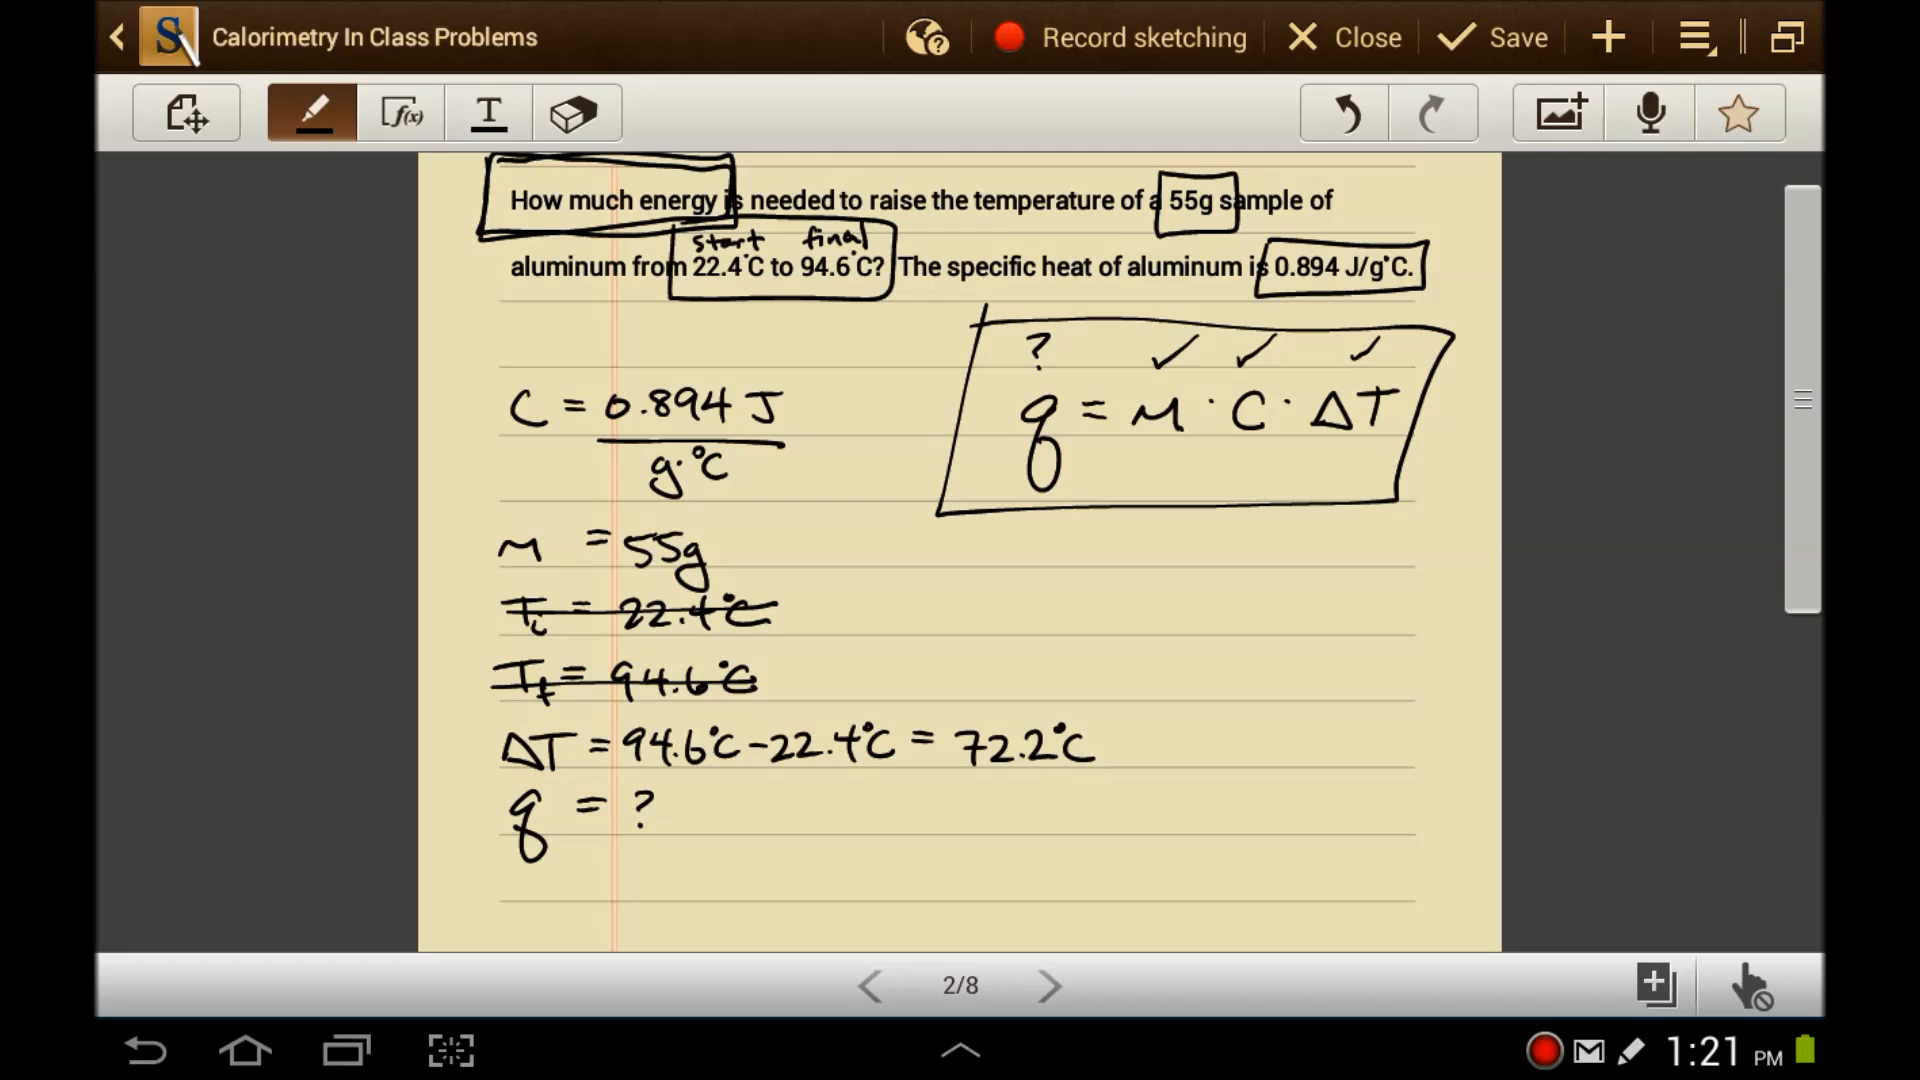 Calorimetry In Class Problems
Record sketching
Close
Save
f(x)
T
How much energy is needed to raise the temperature of a 55g sample of
start final
aluminum from 22.4°C to 94.6°C? The specific heat of aluminum is 0.894 J/g°C.
? ✓ ✓ ✓
q = M · C · ΔT
C = 0.894 J
g·°C
M = 55g
Ti = 22.4°C
Tf = 94.6°C
ΔT = 94.6°C - 22.4°C = 72.2°C
q = ?
2/8
1:21 PM